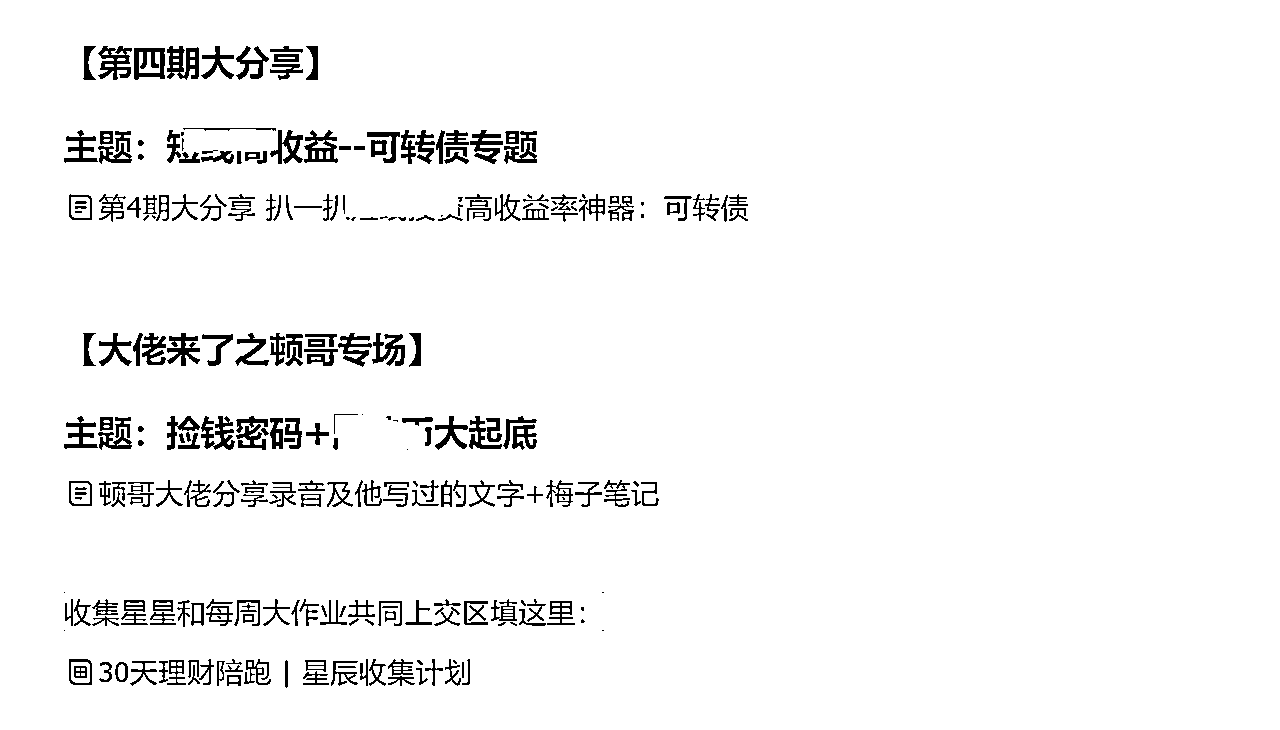 【第四期大分享】
主题：短线高收益--可转债专题
第4期大分享 扒一扒高收益率神器：可转债
【大佬来了之顿哥专场】
主题：捡钱密码+大起底
顿哥大佬分享录音及他写过的文字+梅子笔记
收集星星和每周大作业共同上交区填这里：
30天理财陪跑 | 星辰收集计划